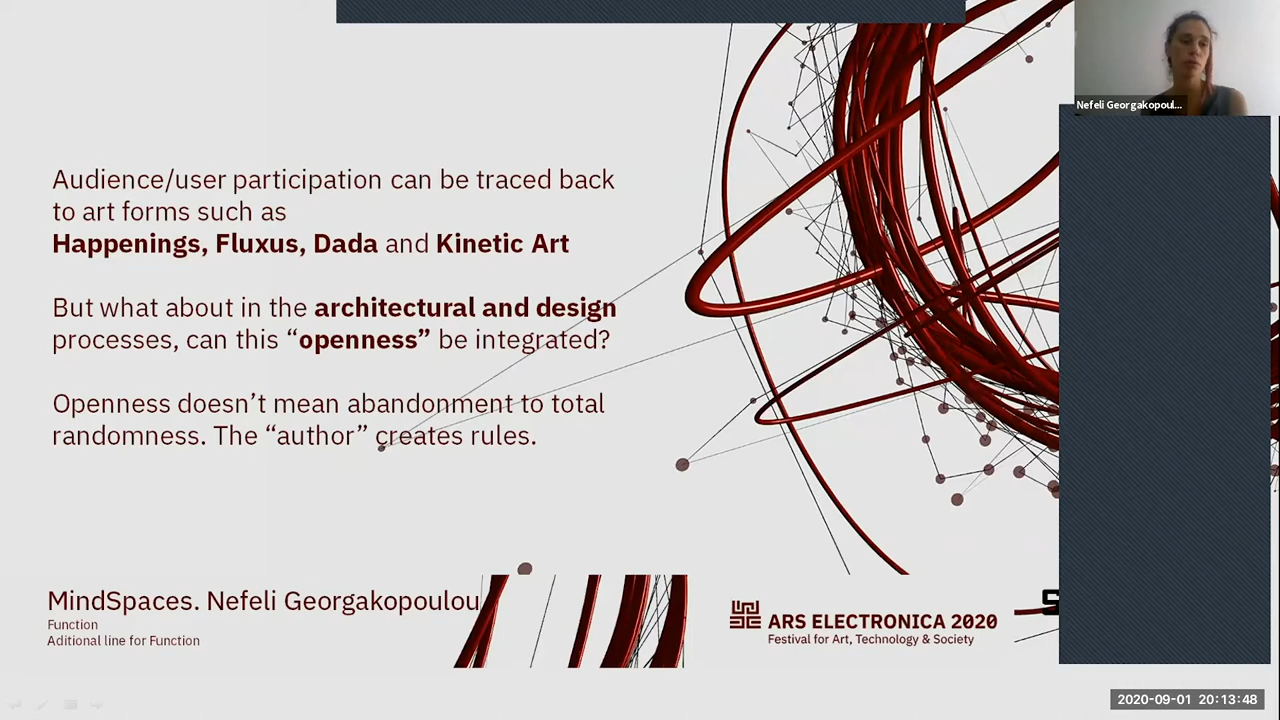 Nefeli Georgakopoul...
Audience/user participation can be traced back
to art forms such as
Happenings, Fluxus, Dada and Kinetic Art
But what about in the architectural and design
processes, can this “openness” be integrated?
Openness doesn’t mean abandonment to total
randomness. The “author” creates rules.
MindSpaces. Nefeli Georgakopoulou
Function
Aditional line for Function
ARS ELECTRONICA 2020
Festival for Art, Technology & Society
2020-09-01 20:13:48